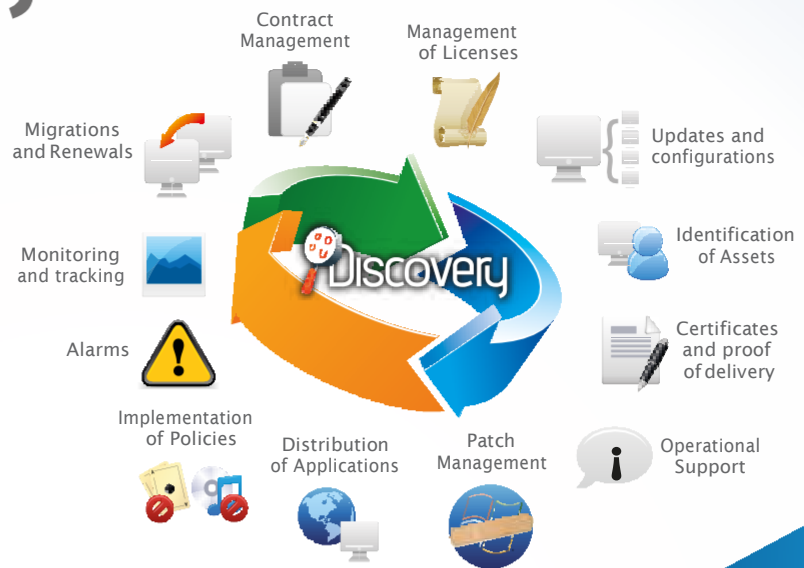 Contract
Management
Management
of Licenses
Migrations
and Renewals
Updates and
configurations
Monitoring
and tracking
Discovery
Identification
of Assets
Alarms
Certificates
and proof
of delivery
Implementation
of Policies
Distribution
of Applications
Patch
Management
Operational
Support